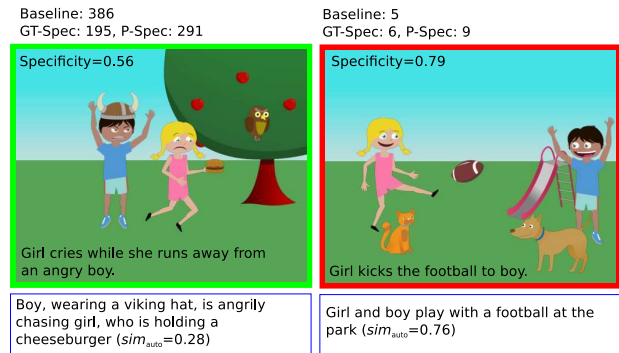 Baseline: 386
GT-Spec: 195, P-Spec: 291
Specificity=0.56
Girl cries while she runs away from
an angry boy.
Boy, wearing a viking hat, is angrily
chasing girl, who is holding a
cheeseburger (sim_auto=0.28)
Baseline: 5
GT-Spec: 6, P-Spec: 9
Specificity=0.79
Girl kicks the football to boy.
Girl and boy play with a football at the
park (sim_auto=0.76)